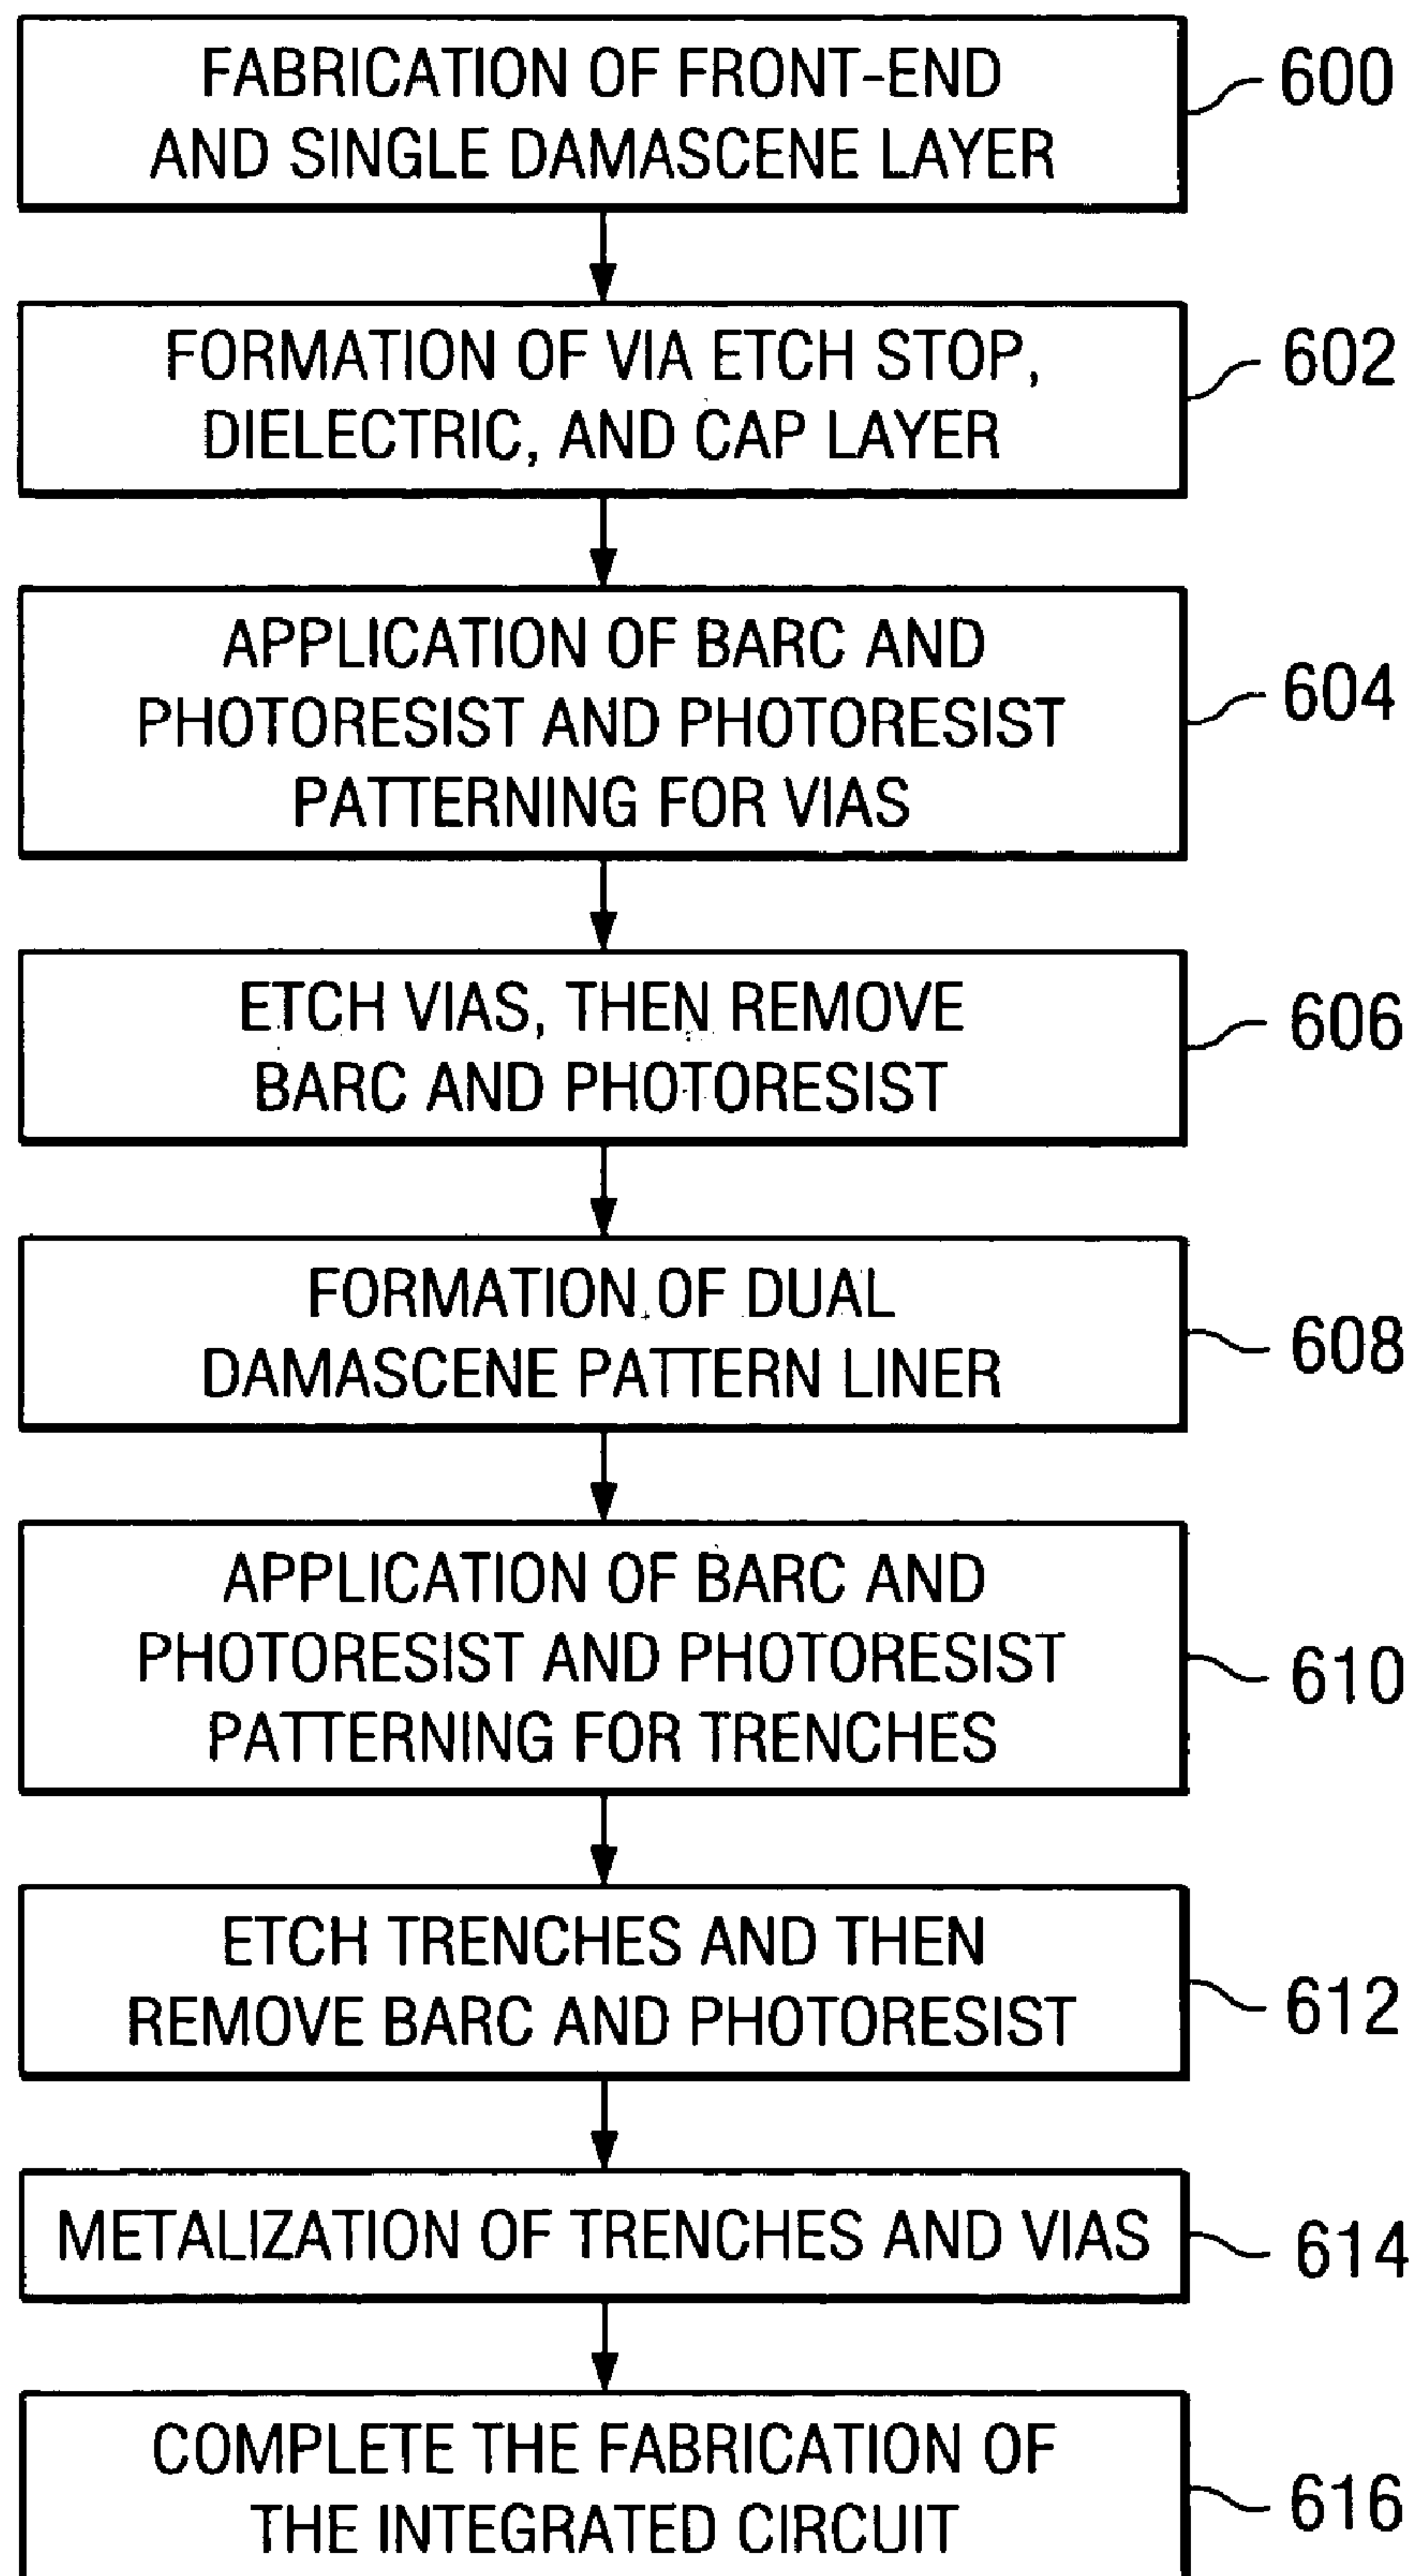 FABRICATION OF FRONT-END
AND SINGLE DAMASCENE LAYER
600
FORMATION OF VIA ETCH STOP,
DIELECTRIC, AND CAP LAYER
602
APPLICATION OF BARC AND
PHOTORESIST AND PHOTORESIST
PATTERNING FOR VIAS
604
ETCH VIAS, THEN REMOVE
BARC AND PHOTORESIST
606
FORMATION OF DUAL
DAMASCENE PATTERN LINER
608
APPLICATION OF BARC AND
PHOTORESIST AND PHOTORESIST
PATTERNING FOR TRENCHES
610
ETCH TRENCHES AND THEN
REMOVE BARC AND PHOTORESIST
612
METALIZATION OF TRENCHES AND VIAS
614
COMPLETE THE FABRICATION OF
THE INTEGRATED CIRCUIT
616